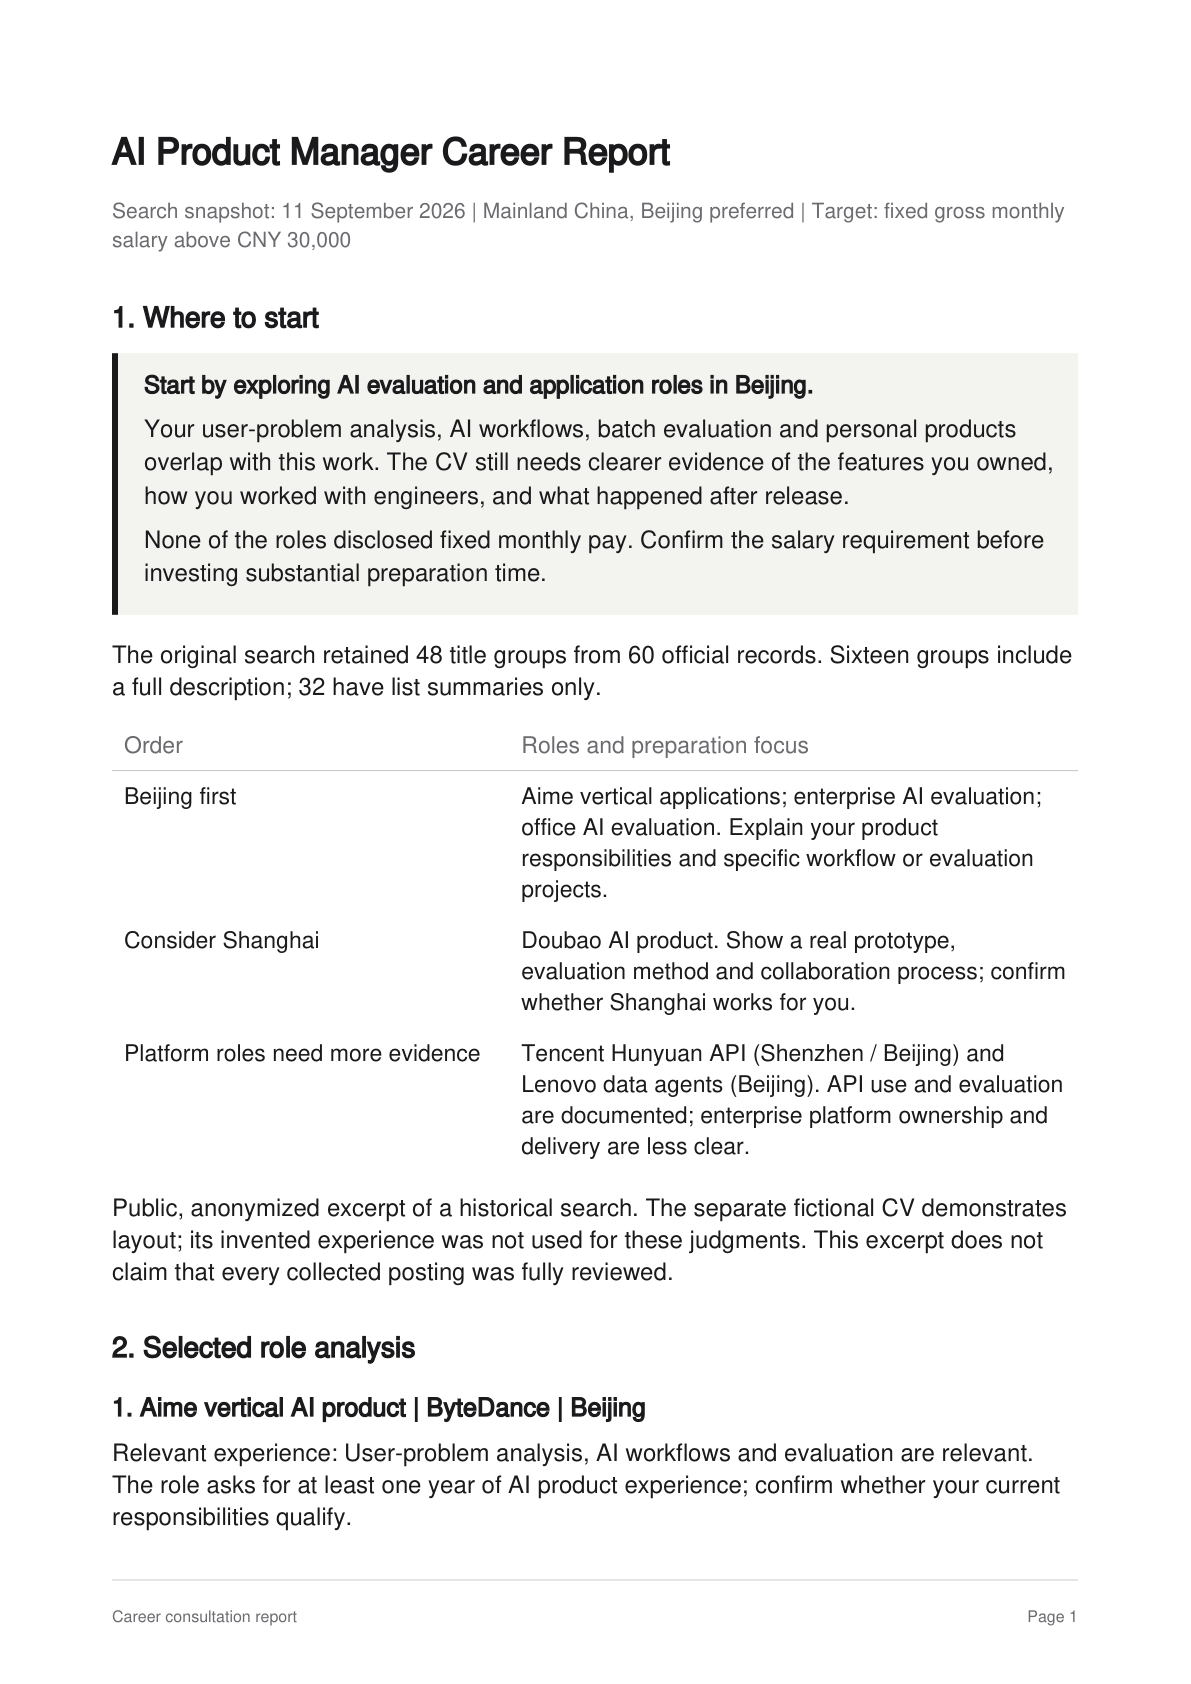 AI Product Manager Career Report
Search snapshot: 11 September 2026 | Mainland China, Beijing preferred | Target: fixed gross monthly
salary above CNY 30,000
1. Where to start
Start by exploring AI evaluation and application roles in Beijing.
Your user-problem analysis, AI workflows, batch evaluation and personal products
overlap with this work. The CV still needs clearer evidence of the features you owned,
how you worked with engineers, and what happened after release.
None of the roles disclosed fixed monthly pay. Confirm the salary requirement before
investing substantial preparation time.
The original search retained 48 title groups from 60 official records. Sixteen groups include
a full description; 32 have list summaries only.
Order
Roles and preparation focus
Beijing first
Aime vertical applications; enterprise AI evaluation;
office AI evaluation. Explain your product
responsibilities and specific workflow or evaluation
projects.
Consider Shanghai
Doubao AI product. Show a real prototype,
evaluation method and collaboration process; confirm
whether Shanghai works for you.
Platform roles need more evidence
Tencent Hunyuan API (Shenzhen / Beijing) and
Lenovo data agents (Beijing). API use and evaluation
are documented; enterprise platform ownership and
delivery are less clear.
Public, anonymized excerpt of a historical search. The separate fictional CV demonstrates
layout; its invented experience was not used for these judgments. This excerpt does not
claim that every collected posting was fully reviewed.
2. Selected role analysis
1. Aime vertical AI product | ByteDance | Beijing
Relevant experience: User-problem analysis, AI workflows and evaluation are relevant.
The role asks for at least one year of AI product experience; confirm whether your current
responsibilities qualify.
Career consultation report
Page 1